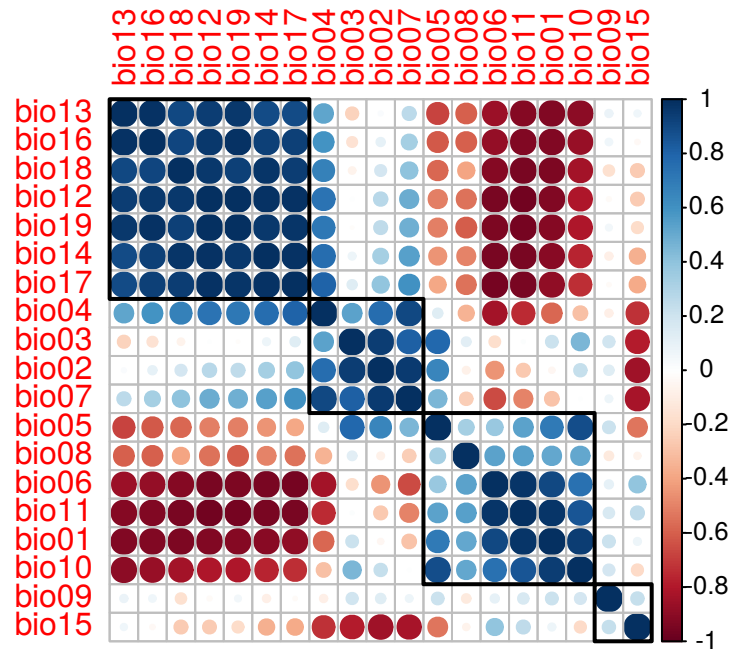 bio13
bio16
bio18
bio12
bio19
bio14
bio17
bio04
bio03
bio02
bio07
bio05
bio08
bio06
bio11
bio01
bio10
bio09
bio15
bio13
bio16
bio18
bio12
bio19
bio14
bio17
bio04
bio03
bio02
bio07
bio05
bio08
bio06
bio11
bio01
bio10
bio09
bio15
1
0.8
0.6
0.4
0.2
0
-0.2
-0.4
-0.6
-0.8
-1